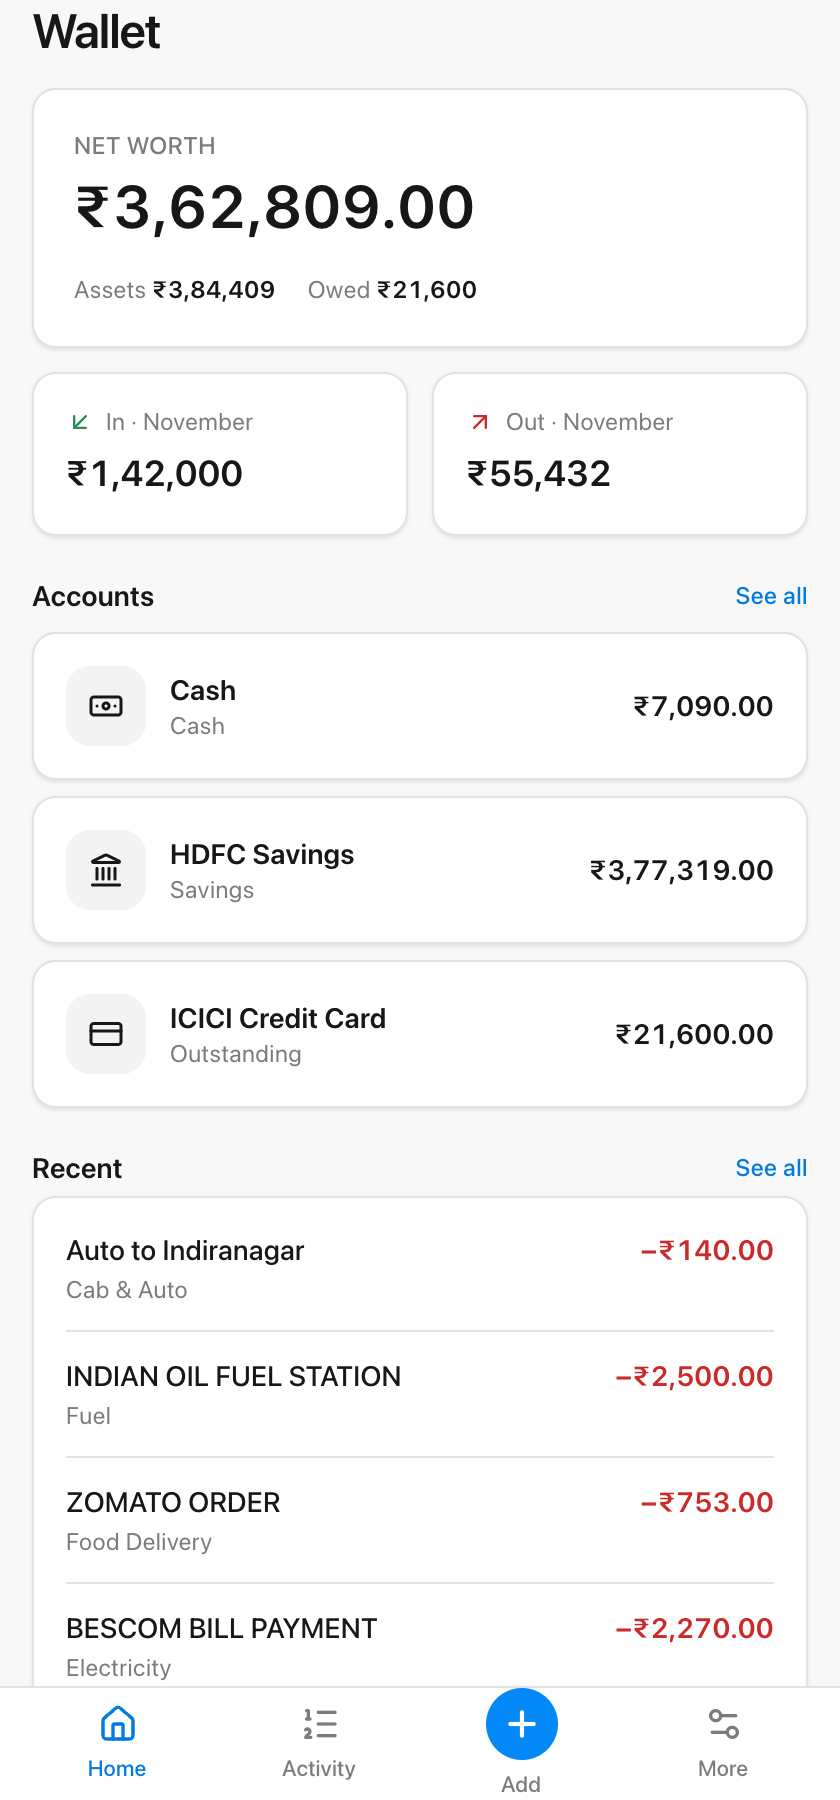 Wallet
NET WORTH
₹3,62,809.00
Assets ₹3,84,409 Owed ₹21,600
In · November
₹1,42,000
Out · November
₹55,432
Accounts
See all
Cash
Cash
₹7,090.00
HDFC Savings
Savings
₹3,77,319.00
ICICI Credit Card
Outstanding
₹21,600.00
Recent
See all
Auto to Indiranagar
−₹140.00
Cab & Auto
INDIAN OIL FUEL STATION
−₹2,500.00
Fuel
ZOMATO ORDER
−₹753.00
Food Delivery
BESCOM BILL PAYMENT
−₹2,270.00
Electricity
Home
Activity
Add
More